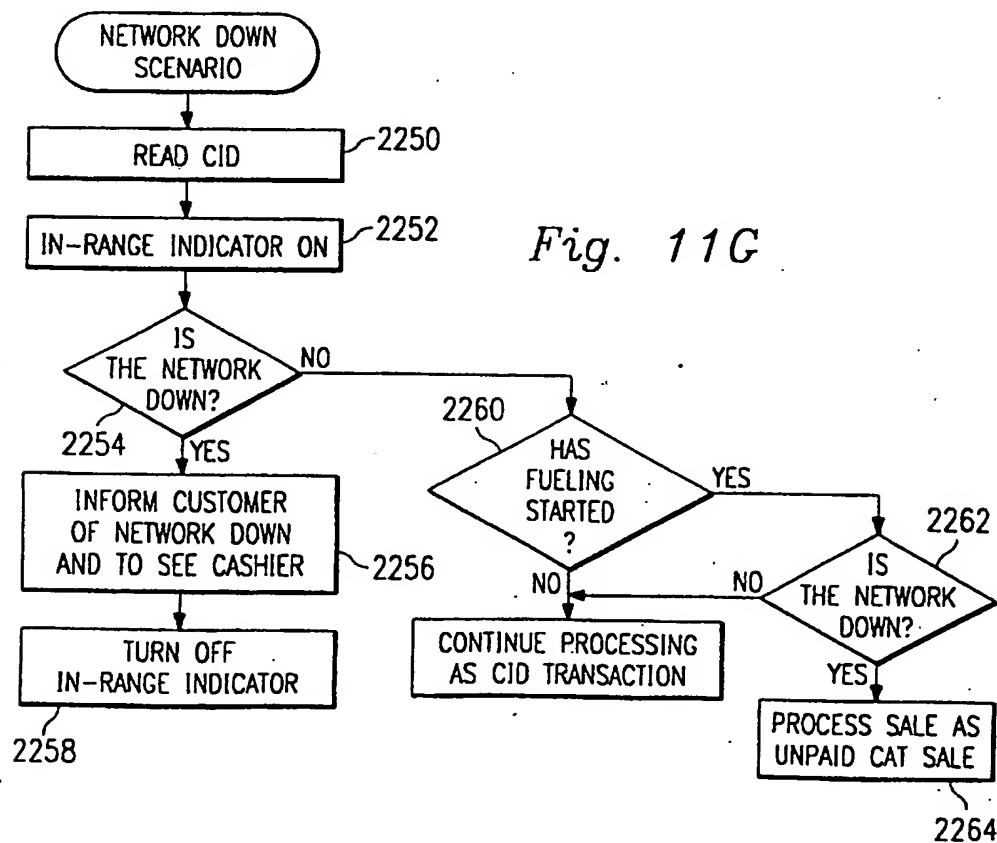 NETWORK DOWN
SCENARIO
READ CID
2250
IN-RANGE INDICATOR ON
2252
Fig. 11G
IS
THE NETWORK
DOWN?
2254
NO
YES
INFORM CUSTOMER
OF NETWORK DOWN
AND TO SEE CASHIER
2256
TURN OFF
IN-RANGE INDICATOR
2258
2260
HAS
FUELING
STARTED
?
YES
NO
2262
IS
THE NETWORK
DOWN?
NO
YES
CONTINUE PROCESSING
AS CID TRANSACTION
PROCESS SALE AS
UNPAID CAT SALE
2264